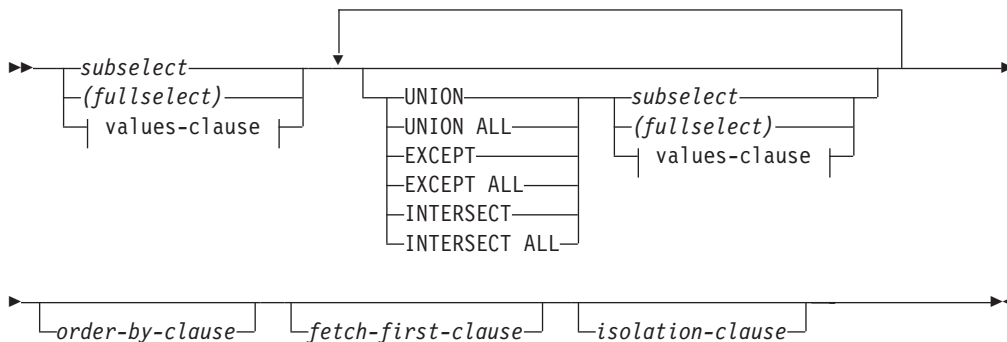 subselect
(fullselect)
values-clause
UNION
UNION ALL
EXCEPT
EXCEPT ALL
INTERSECT
INTERSECT ALL
subselect
(fullselect)
values-clause
order-by-clause
fetch-first-clause
isolation-clause